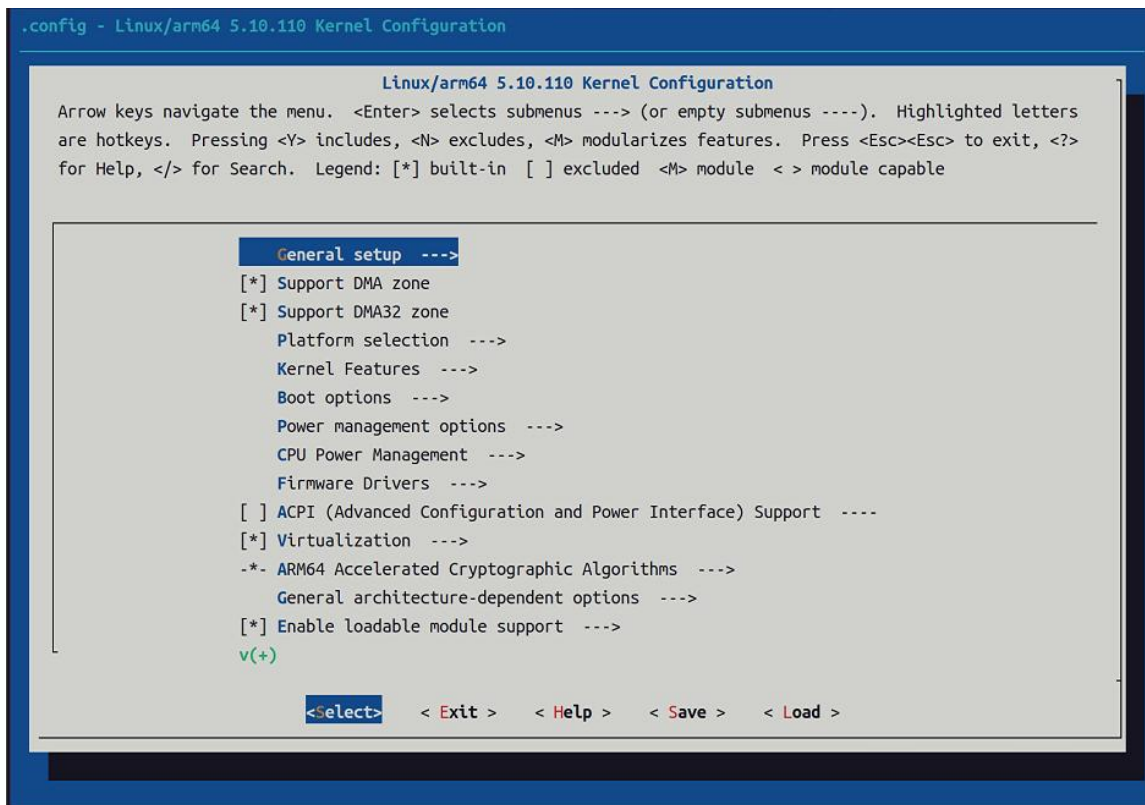 .config - Linux/arm64 5.10.110 Kernel Configuration
Linux/arm64 5.10.110 Kernel Configuration
Arrow keys navigate the menu.  <Enter> selects submenus ---> (or empty submenus ----).  Highlighted letters
are hotkeys.  Pressing <Y> includes, <N> excludes, <M> modularizes features.  Press <Esc><Esc> to exit, <?>
for Help, </> for Search.  Legend: [*] built-in  [ ] excluded  <M> module  < > module capable
General setup  --->
[*] Support DMA zone
[*] Support DMA32 zone
Platform selection  --->
Kernel Features  --->
Boot options  --->
Power management options  --->
CPU Power Management  --->
Firmware Drivers  --->
[ ] ACPI (Advanced Configuration and Power Interface) Support  ----
[*] Virtualization  --->
-*- ARM64 Accelerated Cryptographic Algorithms  --->
General architecture-dependent options  --->
[*] Enable loadable module support  --->
v(+)
<Select>    < Exit >    < Help >    < Save >    < Load >